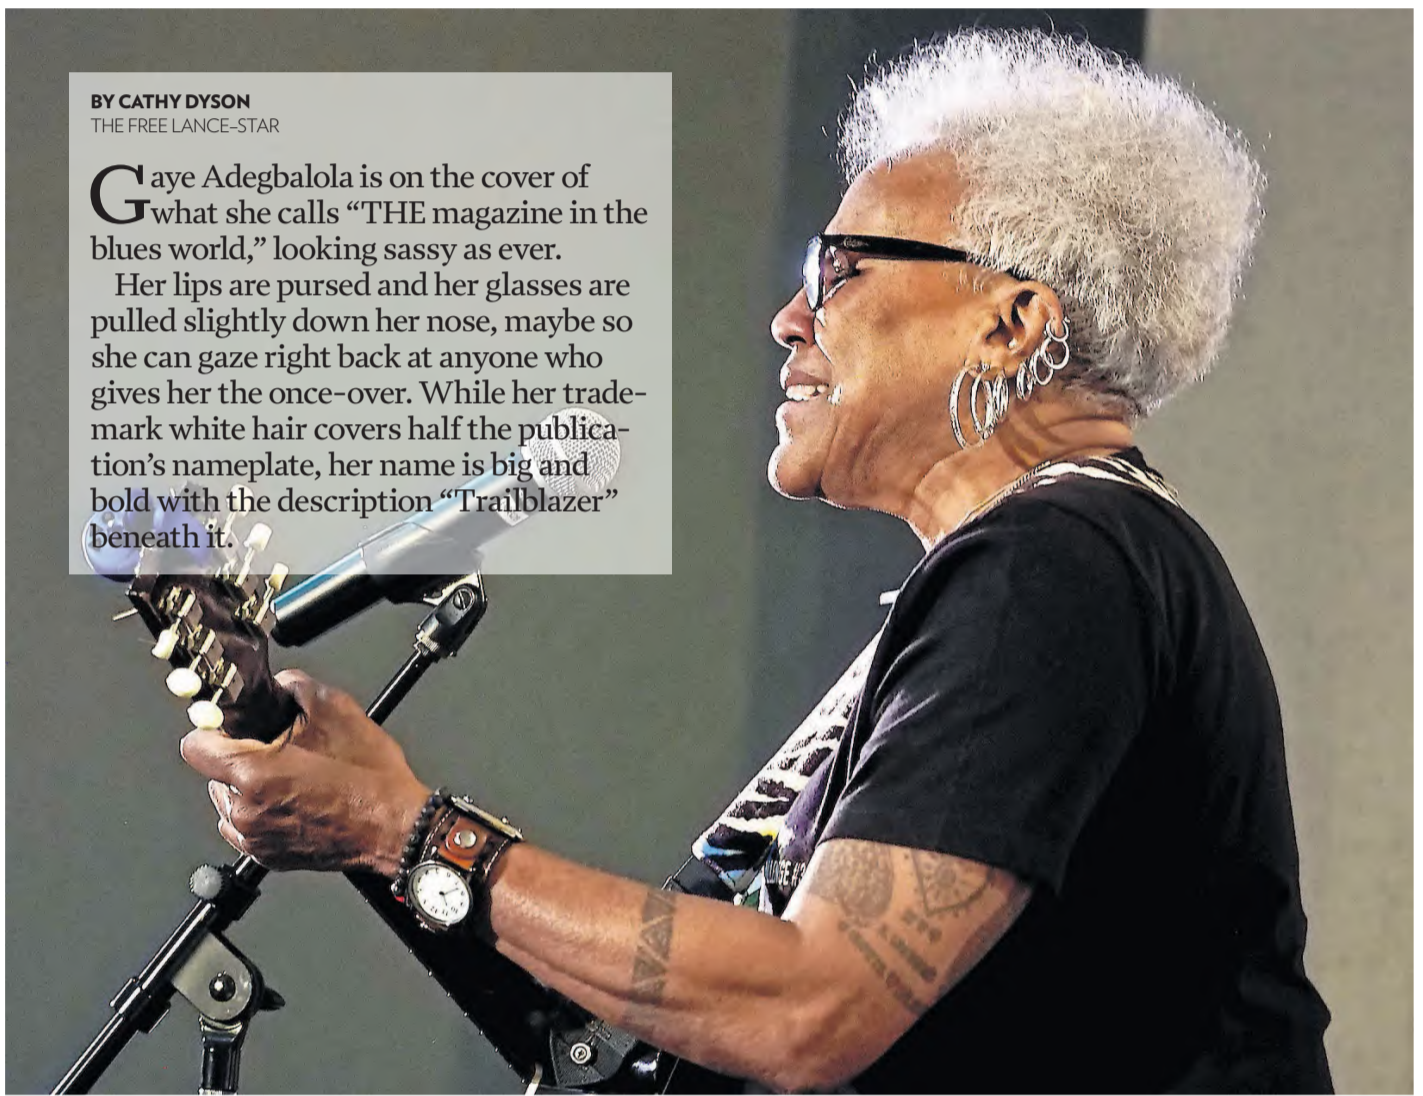 BY CATHY DYSON
THE FREE LANCE–STAR
Gaye Adegbalola is on the cover of
what she calls “THE magazine in the
blues world,” looking sassy as ever.
Her lips are pursed and her glasses are
pulled slightly down her nose, maybe so
she can gaze right back at anyone who
gives her the once-over. While her trade-
mark white hair covers half the publica-
tion’s nameplate, her name is big and
bold with the description “Trailblazer”
beneath it.